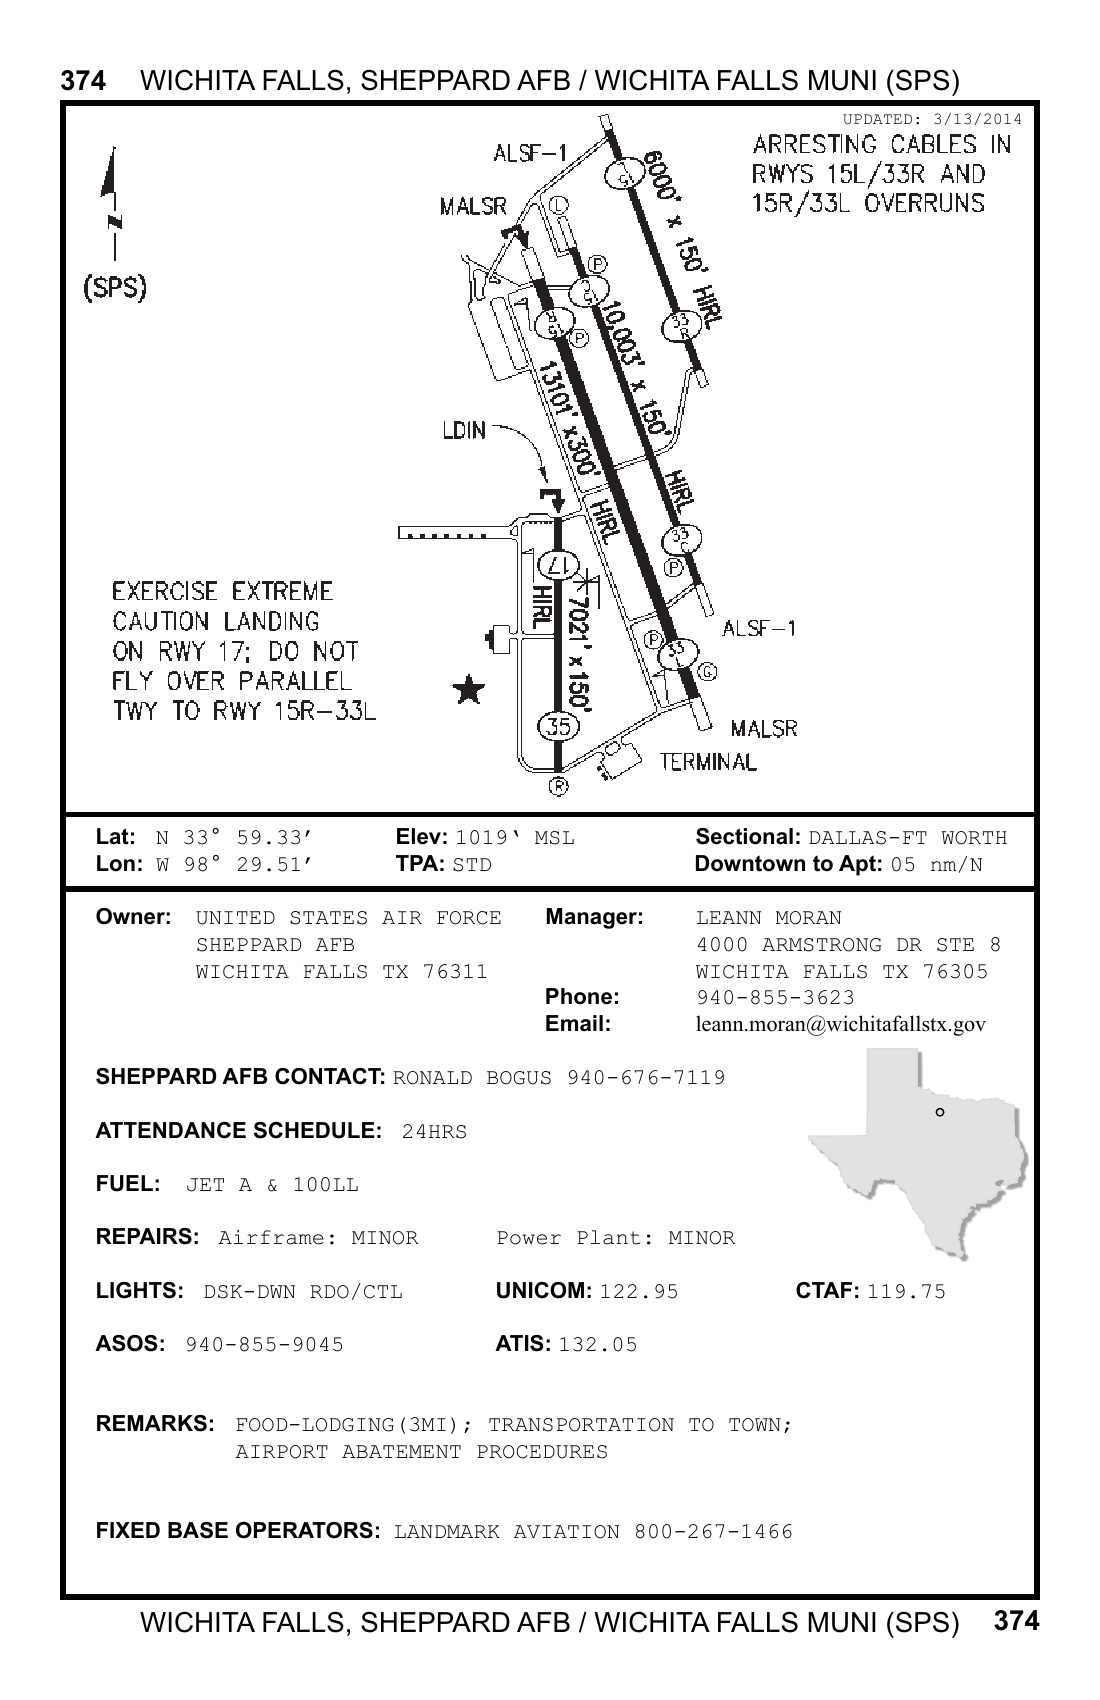 374 WICHITA FALLS, SHEPPARD AFB / WICHITA FALLS MUNI (SPS)
UPDATED: 3/13/2014
ARRESTING CABLES IN
RWYS 15L/33R AND
15R/33L OVERRUNS
(SPS)
N
ALSF-1
MALSR
L
6000' x 150' HIRL
33
R
P
10,003' x 150'
HIRL
33
C
P
P
13101' x300'
HIRL
LDIN
17
HIRL
7021' x 150'
35
R
P
33
G
ALSF-1
MALSR
TERMINAL
EXERCISE EXTREME
CAUTION LANDING
ON RWY 17; DO NOT
FLY OVER PARALLEL
TWY TO RWY 15R-33L
Lat: N 33° 59.33′ Elev: 1019‘ MSL Sectional: DALLAS-FT WORTH
Lon: W 98° 29.51′ TPA: STD Downtown to Apt: 05 nm/N
Owner: UNITED STATES AIR FORCE Manager: LEANN MORAN
SHEPPARD AFB 4000 ARMSTRONG DR STE 8
WICHITA FALLS TX 76311 WICHITA FALLS TX 76305
Phone: 940-855-3623
Email: leann.moran@wichitafallstx.gov
SHEPPARD AFB CONTACT: RONALD BOGUS 940-676-7119
ATTENDANCE SCHEDULE: 24HRS
FUEL: JET A & 100LL
REPAIRS: Airframe: MINOR Power Plant: MINOR
LIGHTS: DSK-DWN RDO/CTL UNICOM: 122.95 CTAF: 119.75
ASOS: 940-855-9045 ATIS: 132.05
REMARKS: FOOD-LODGING(3MI); TRANSPORTATION TO TOWN;
AIRPORT ABATEMENT PROCEDURES
FIXED BASE OPERATORS: LANDMARK AVIATION 800-267-1466
WICHITA FALLS, SHEPPARD AFB / WICHITA FALLS MUNI (SPS) 374